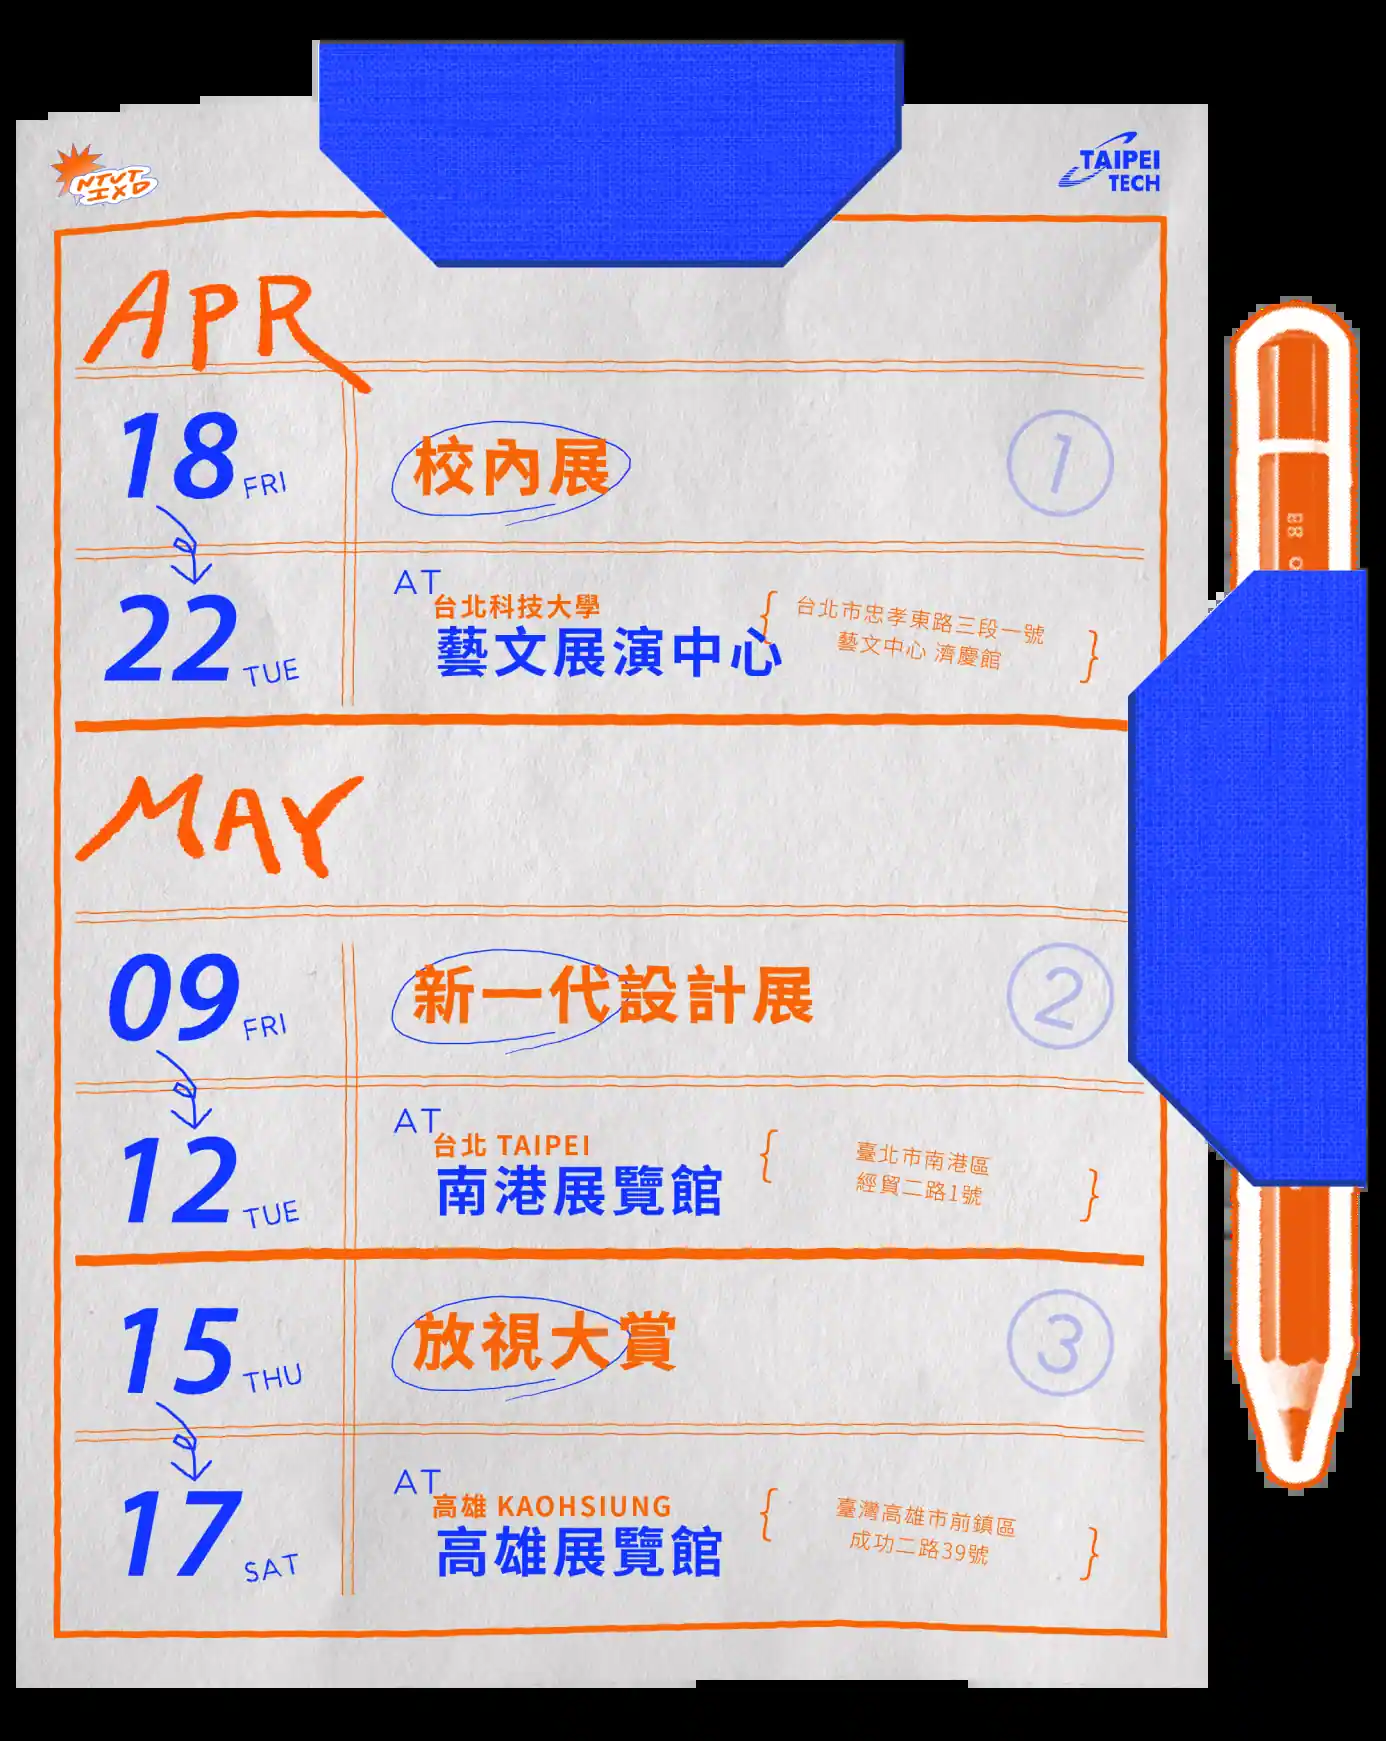 NTUT
IXD
TAIPEI
TECH
APR
18 FRI
校內展
1
22 TUE
AT
台北科技大學
藝文展演中心
{ 台北市忠孝東路三段一號
藝文中心 濟慶館 }
MAY
09 FRI
新一代設計展
2
12 TUE
AT
台北 TAIPEI
南港展覽館
{ 臺北市南港區
經貿二路1號 }
15 THU
放視大賞
3
17 SAT
AT
高雄 KAOHSIUNG
高雄展覽館
{ 臺灣高雄市前鎮區
成功二路39號 }